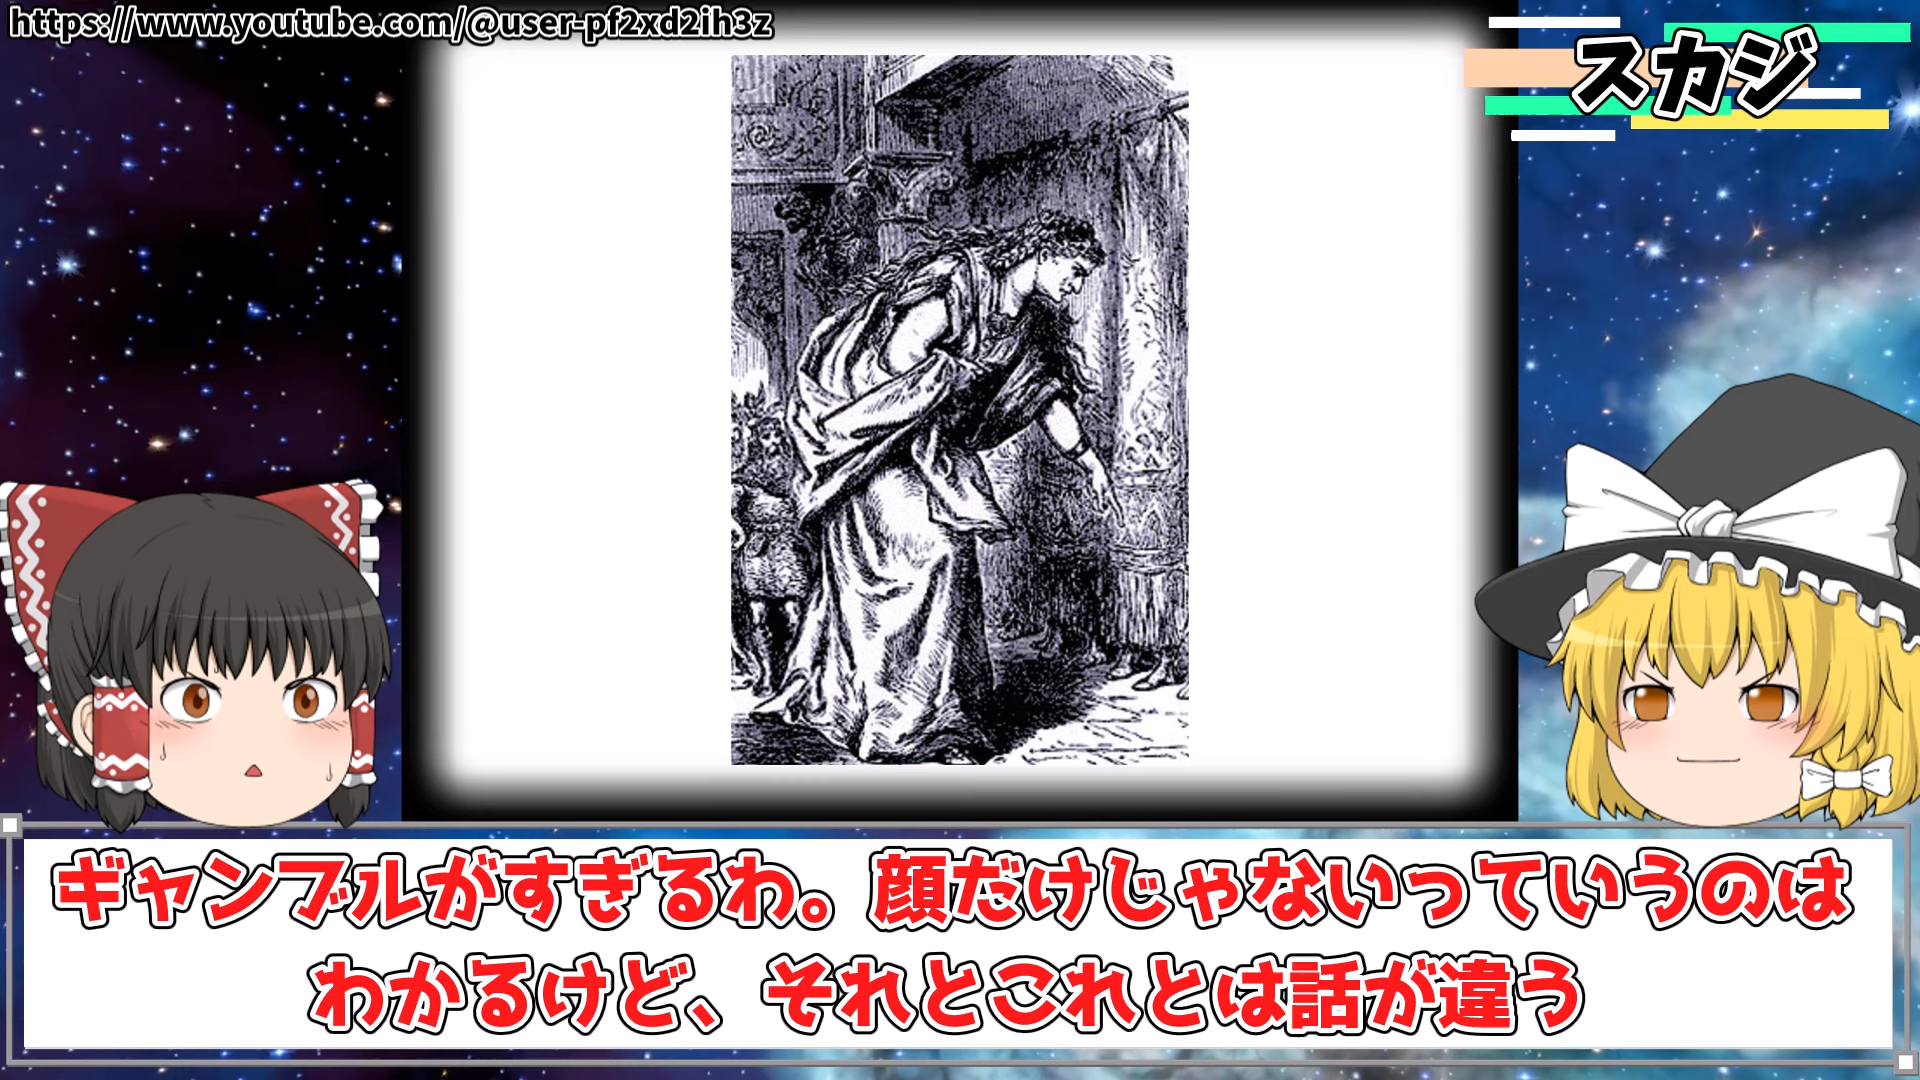 https://www.youtube.com/@user-pf2xd2ih3z
スカジ
ギャンブルがすぎるわ。顔だけじゃないっていうのは
わかるけど、それとこれとは話が違う